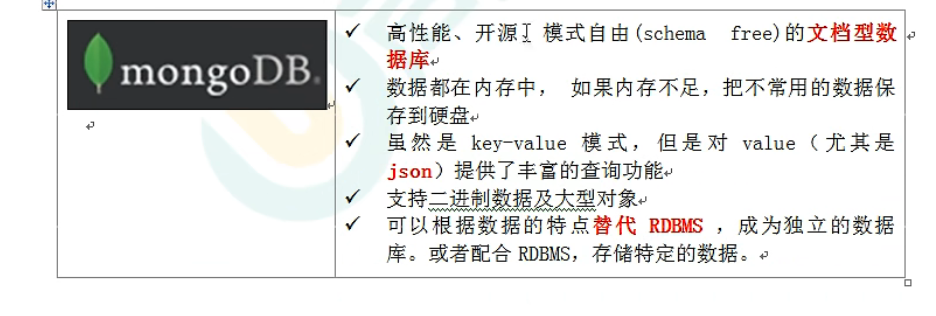 mongoDB®
✓ 高性能、开源、模式自由(schema free)的文档型数
据库
✓ 数据都在内存中, 如果内存不足,把不常用的数据保
存到硬盘
✓ 虽然是 key-value 模式,但是对 value(尤其是
json)提供了丰富的查询功能
✓ 支持二进制数据及大型对象
✓ 可以根据数据的特点替代 RDBMS ,成为独立的数据
库。或者配合 RDBMS,存储特定的数据。